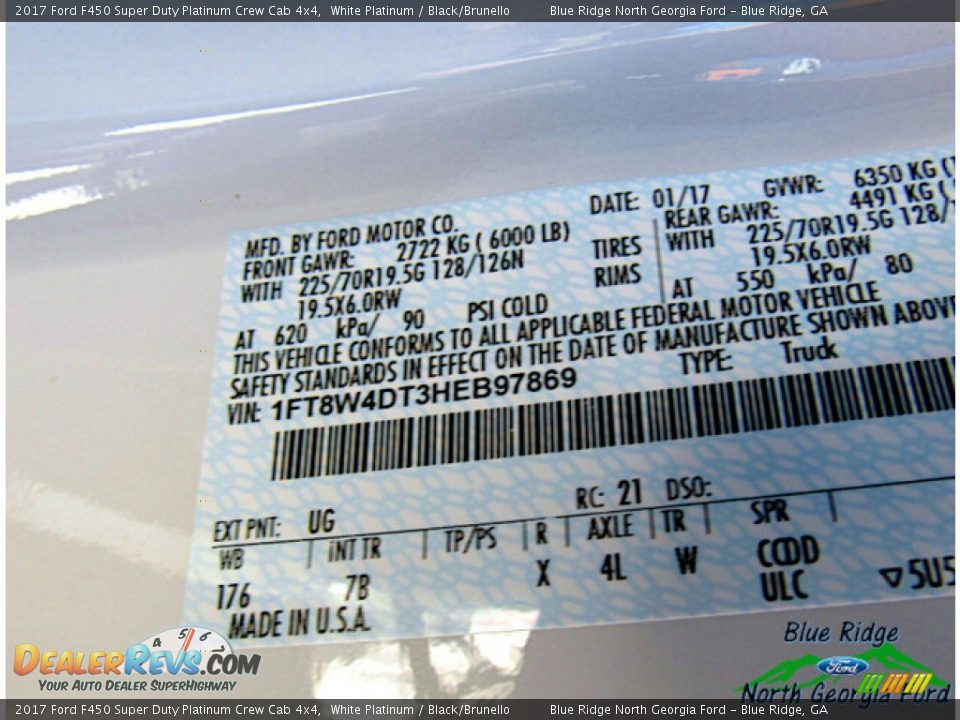 2017 Ford F450 Super Duty Platinum Crew Cab 4x4, White Platinum / Black/Brunello Blue Ridge North Georgia Ford - Blue Ridge, GA
MFD. BY FORD MOTOR CO. DATE: 01/17 GVWR: 6350 KG
FRONT GAWR: 2722 KG ( 6000 LB) REAR GAWR: 4491 KG (
WITH 225/70R19.5G 128/126N TIRES WITH 225/70R19.5G 128/
19.5X6.0RW RIMS 19.5X6.0RW
AT 620 kPa/ 90 PSI COLD AT 550 kPa/ 80
THIS VEHICLE CONFORMS TO ALL APPLICABLE FEDERAL MOTOR VEHICLE
SAFETY STANDARDS IN EFFECT ON THE DATE OF MANUFACTURE SHOWN ABOVE
VIN: 1FT8W4DT3HEB97869 TYPE: Truck
EXT PNT: UG RC: 21 DSO:
WB INT TR TP/PS R AXLE TR SPR
176 7B X 4L W CODD
ULC ▽5U5
MADE IN U.S.A.
4 5 6 7
DEALERREVS.COM
YOUR AUTO DEALER SUPERHIGHWAY
Blue Ridge
Ford
North Georgia Ford
2017 Ford F450 Super Duty Platinum Crew Cab 4x4, White Platinum / Black/Brunello Blue Ridge North Georgia Ford - Blue Ridge, GA